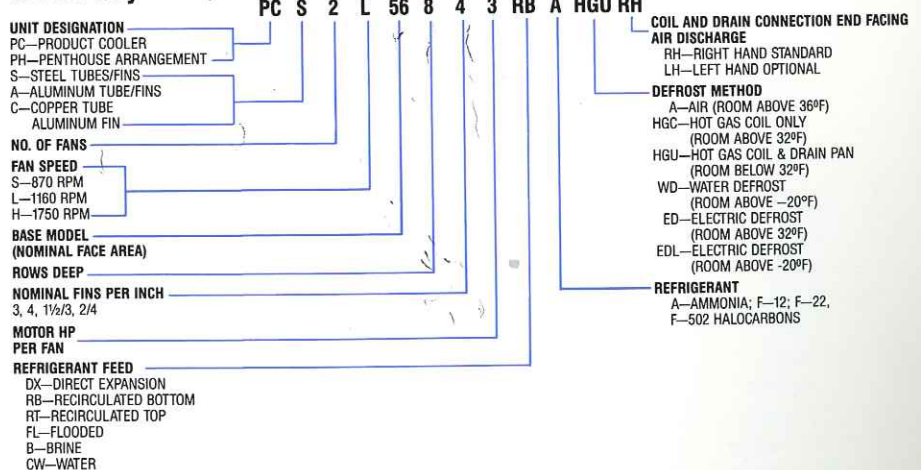 PC S 2 L 56 8 4 3 RB A HGU RH
UNIT DESIGNATION
PC—PRODUCT COOLER
PH—PENTHOUSE ARRANGEMENT
S—STEEL TUBES/FINS
A—ALUMINUM TUBE/FINS
C—COPPER TUBE
ALUMINUM FIN
NO. OF FANS
FAN SPEED
S—870 RPM
L—1160 RPM
H—1750 RPM
BASE MODEL
(NOMINAL FACE AREA)
ROWS DEEP
NOMINAL FINS PER INCH
3, 4, 1½/3, 2/4
MOTOR HP
PER FAN
REFRIGERANT FEED
DX—DIRECT EXPANSION
RB—RECIRCULATED BOTTOM
RT—RECIRCULATED TOP
FL—FLOODED
B—BRINE
CW—WATER
COIL AND DRAIN CONNECTION END FACING
AIR DISCHARGE
RH—RIGHT HAND STANDARD
LH—LEFT HAND OPTIONAL
DEFROST METHOD
A—AIR (ROOM ABOVE 36ºF)
HGC—HOT GAS COIL ONLY
(ROOM ABOVE 32ºF)
HGU—HOT GAS COIL & DRAIN PAN
(ROOM BELOW 32ºF)
WD—WATER DEFROST
(ROOM ABOVE –20ºF)
ED—ELECTRIC DEFROST
(ROOM ABOVE 32ºF)
EDL—ELECTRIC DEFROST
(ROOM ABOVE -20ºF)
REFRIGERANT
A—AMMONIA; F—12; F—22,
F—502 HALOCARBONS